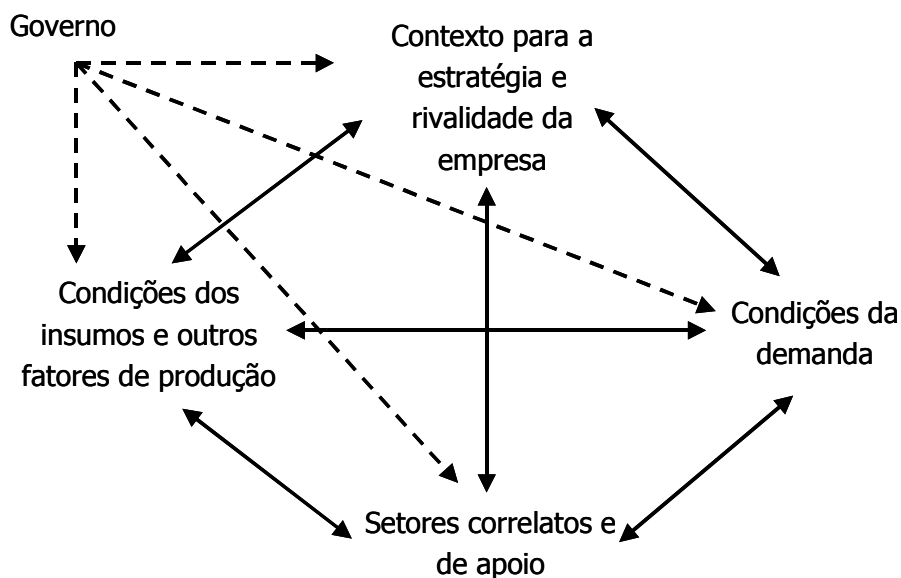 Governo
Contexto para a
estratégia e
rivalidade da
empresa
Condições dos
insumos e outros
fatores de produção
Condições da
demanda
Setores correlatos e
de apoio